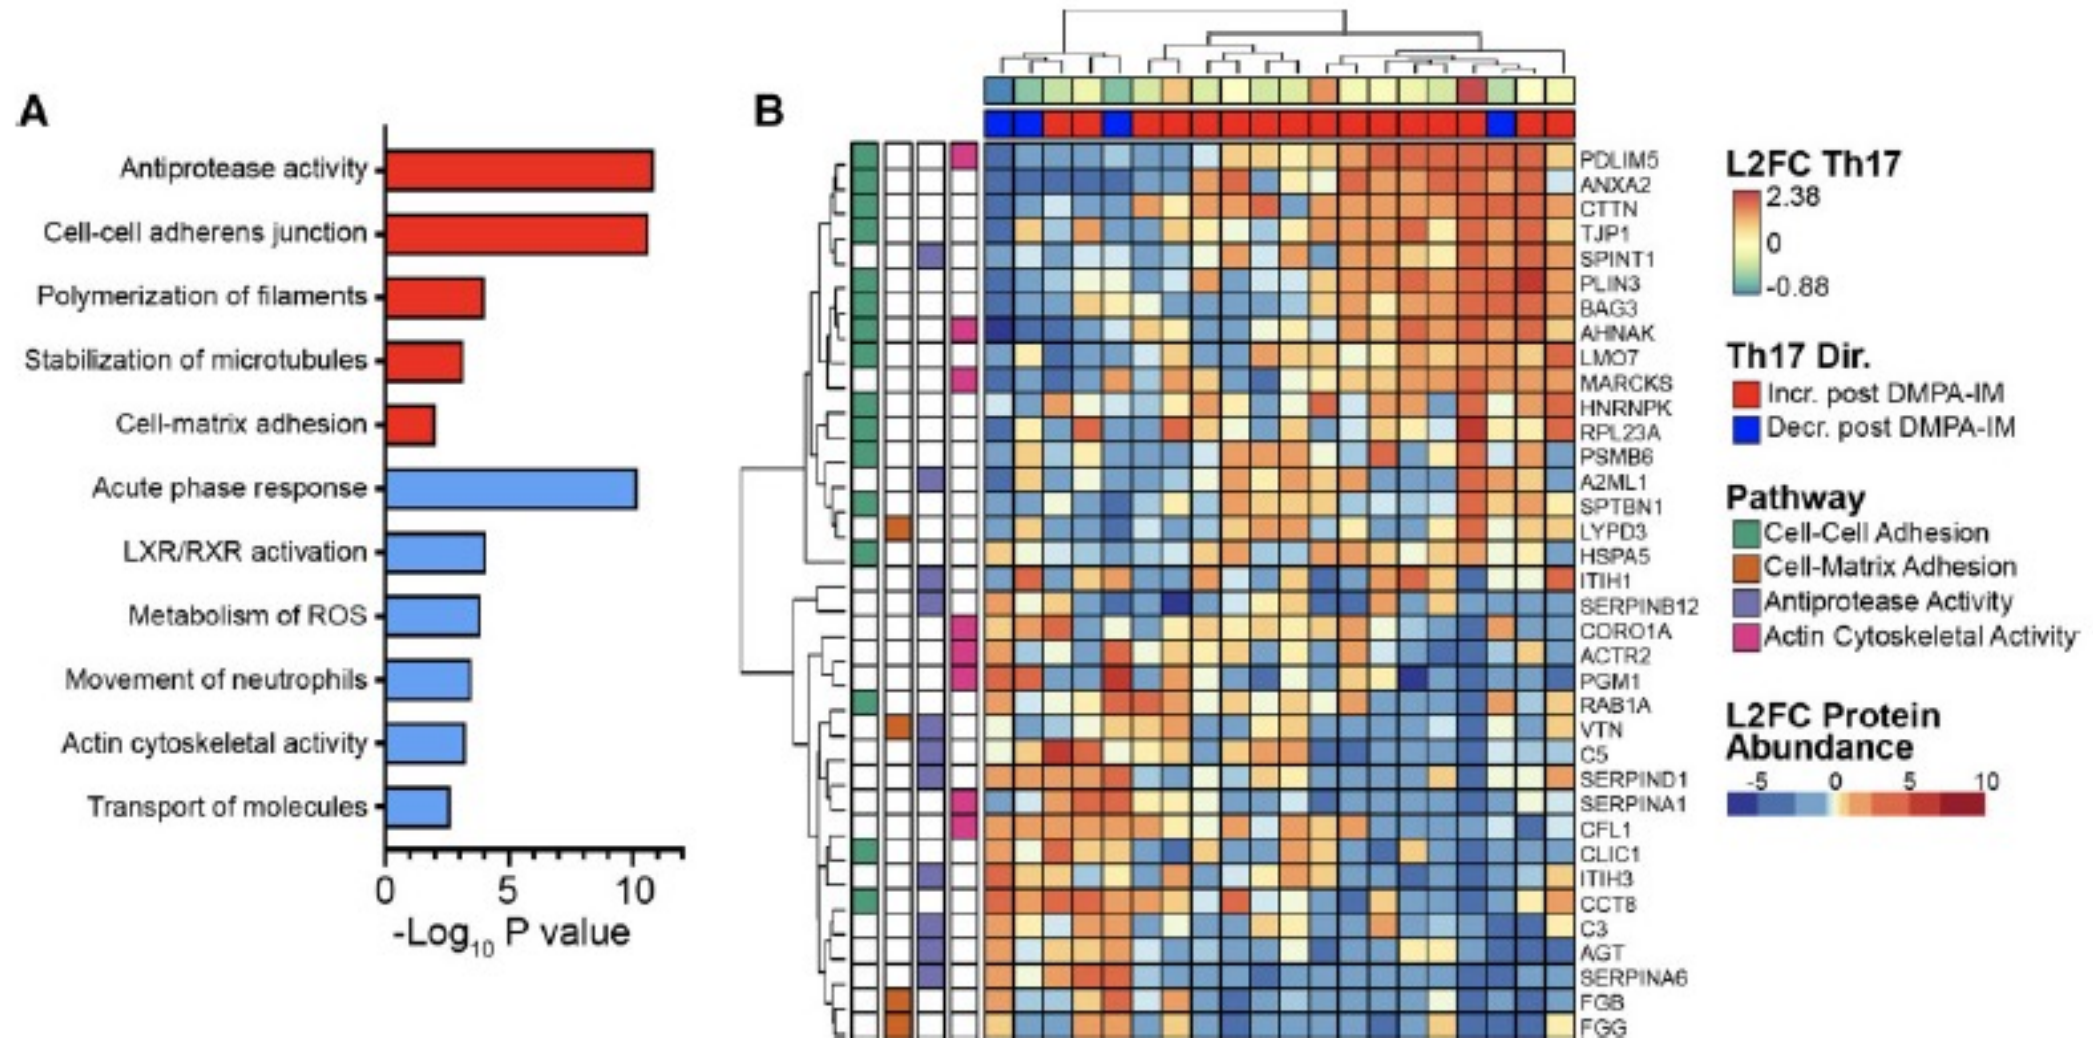 A
Antiprotease activity
Cell-cell adherens junction
Polymerization of filaments
Stabilization of microtubules
Cell-matrix adhesion
Acute phase response
LXR/RXR activation
Metabolism of ROS
Movement of neutrophils
Actin cytoskeletal activity
Transport of molecules
0 5 10
-Log10 P value
B
PDLIM5
ANXA2
CTTN
TJP1
SPINT1
PLIN3
BAG3
AHNAK
LMO7
MARCKS
HNRNPK
RPL23A
PSMB6
A2ML1
SPTBN1
LYPD3
HSPA5
ITIH1
SERPINB12
CORO1A
ACTR2
PGM1
RAB1A
VTN
C5
SERPIND1
SERPINA1
CFL1
CLIC1
ITIH3
CCT8
C3
AGT
SERPINA6
FGB
FGG
L2FC Th17
2.38
0
-0.88
Th17 Dir.
Incr. post DMPA-IM
Decr. post DMPA-IM
Pathway
Cell-Cell Adhesion
Cell-Matrix Adhesion
Antiprotease Activity
Actin Cytoskeletal Activity
L2FC Protein
Abundance
-5 0 5 10